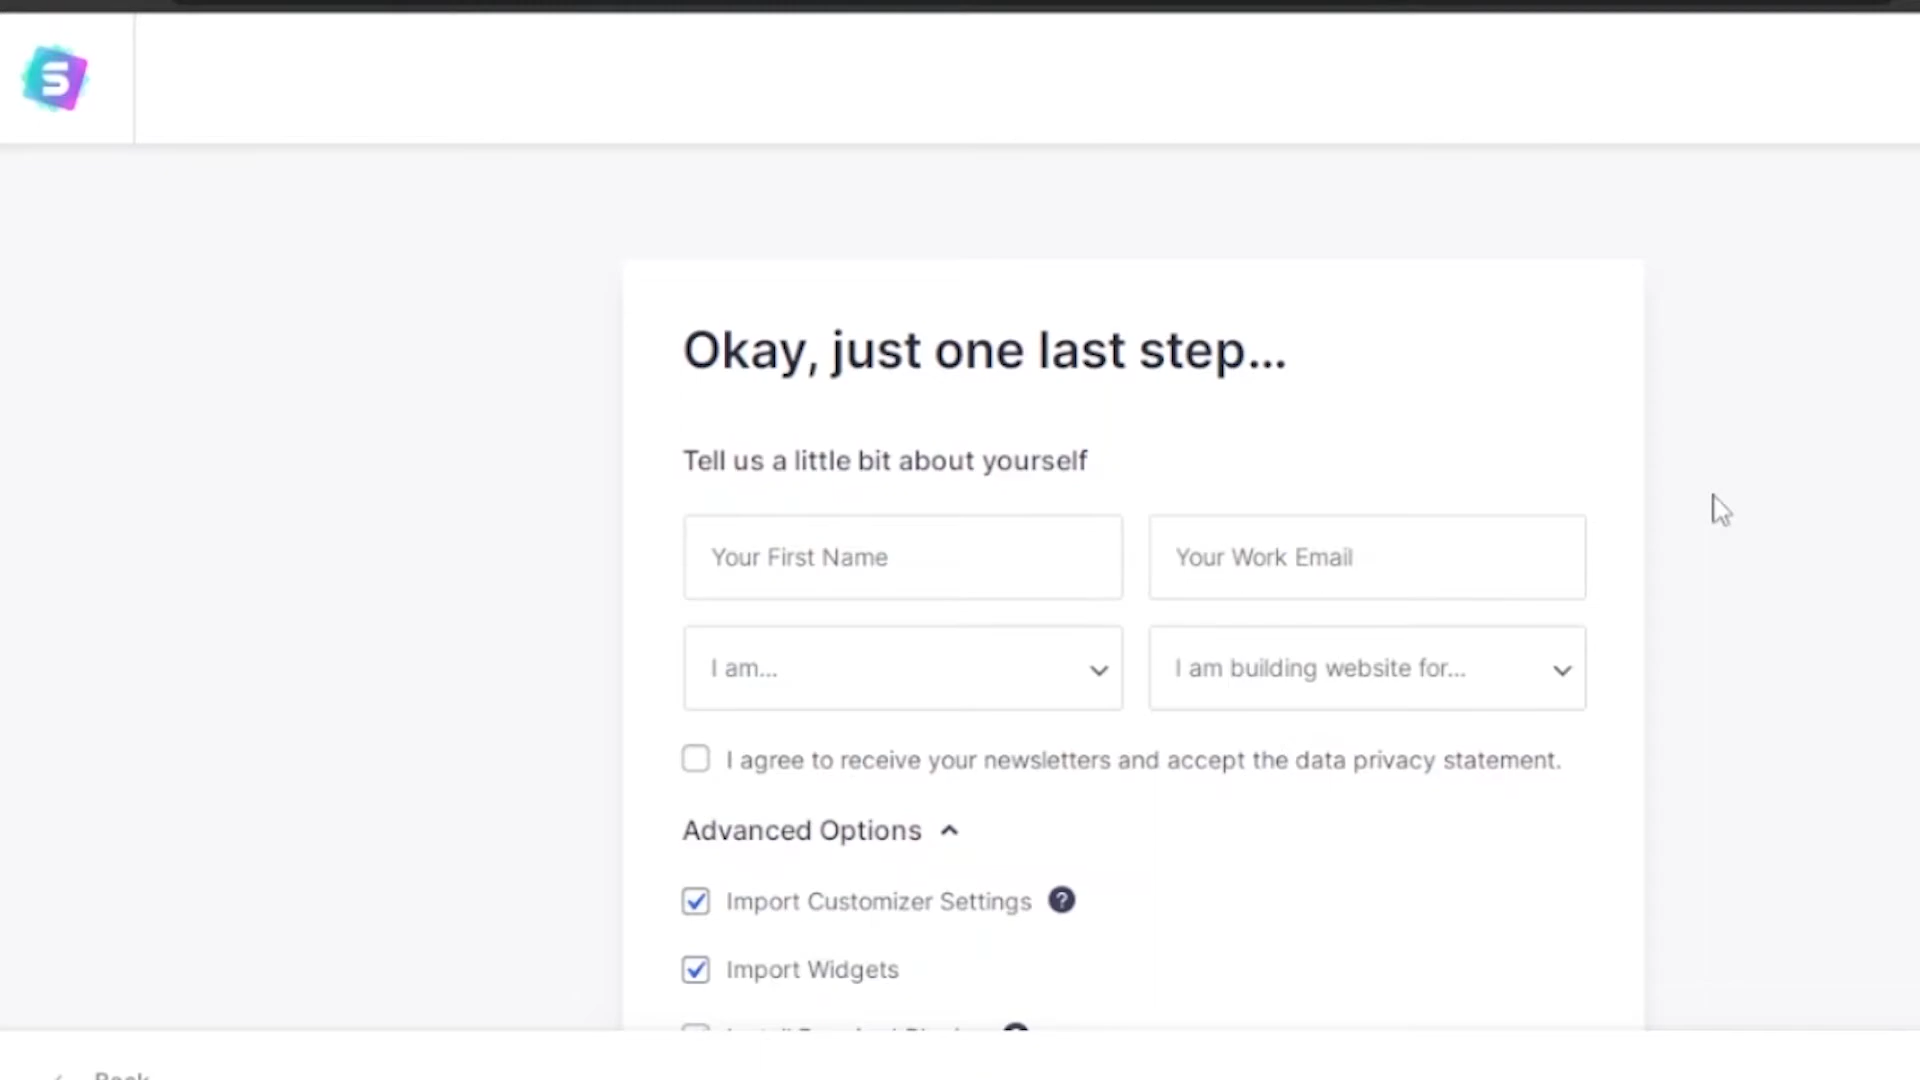 S
Okay, just one last step...
Tell us a little bit about yourself
Your First Name
Your Work Email
I am...
I am building website for...
I agree to receive your newsletters and accept the data privacy statement.
Advanced Options
Import Customizer Settings ?
Import Widgets
Back